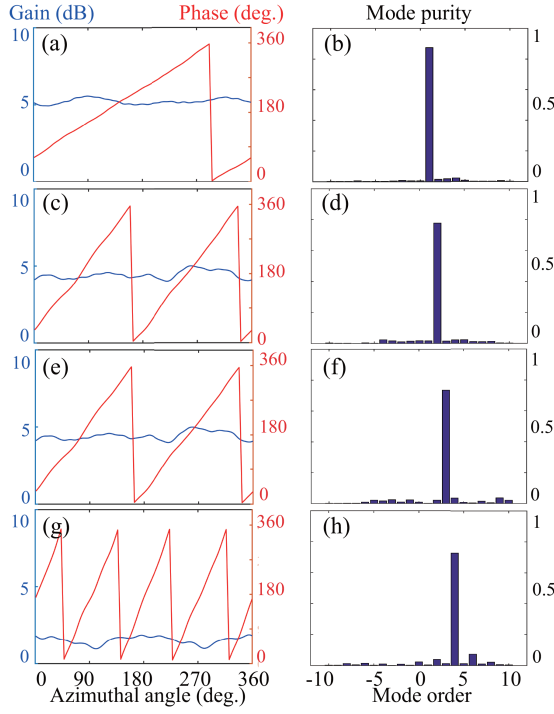 Gain (dB) Phase (deg.) Mode purity
10 (a) 360 (b) 1
5 180 0.5
0 0 0
10 (c) 360 (d) 1
5 180 0.5
0 0 0
10 (e) 360 (f) 1
5 180 0.5
0 0 0
10 (g) 360 (h) 1
5 180 0.5
0 0 0
0 90 180 270 360 -10 -5 0 5 10
Azimuthal angle (deg.) Mode order